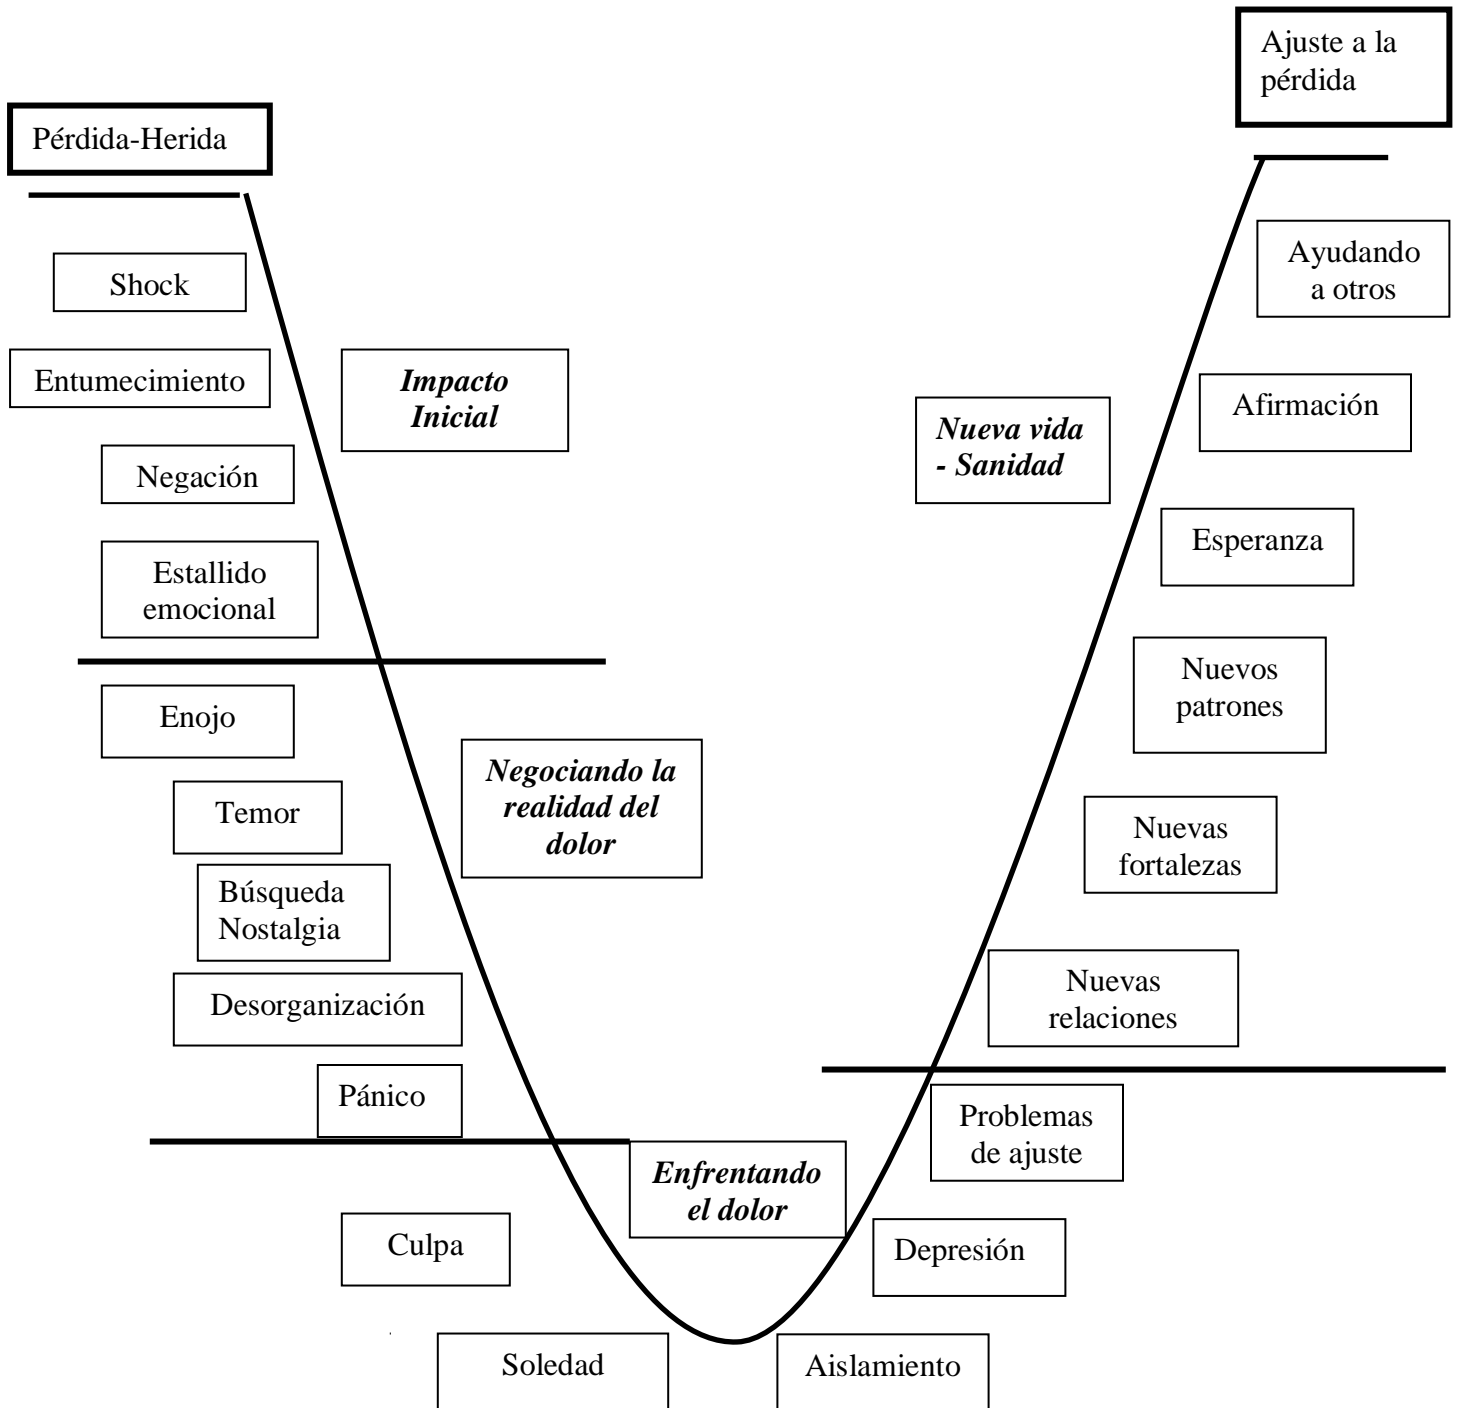 Ajuste a la
pérdida
Pérdida-Herida
Shock
Entumecimiento
Negación
Estallido
emocional
Impacto
Inicial
Enojo
Temor
Búsqueda
Nostalgia
Desorganización
Pánico
Negociando la
realidad del
dolor
Culpa
Soledad
Enfrentando
el dolor
Aislamiento
Depresión
Problemas
de ajuste
Nuevas
relaciones
Nuevas
fortalezas
Nuevos
patrones
Esperanza
Nueva vida
- Sanidad
Afirmación
Ayudando
a otros